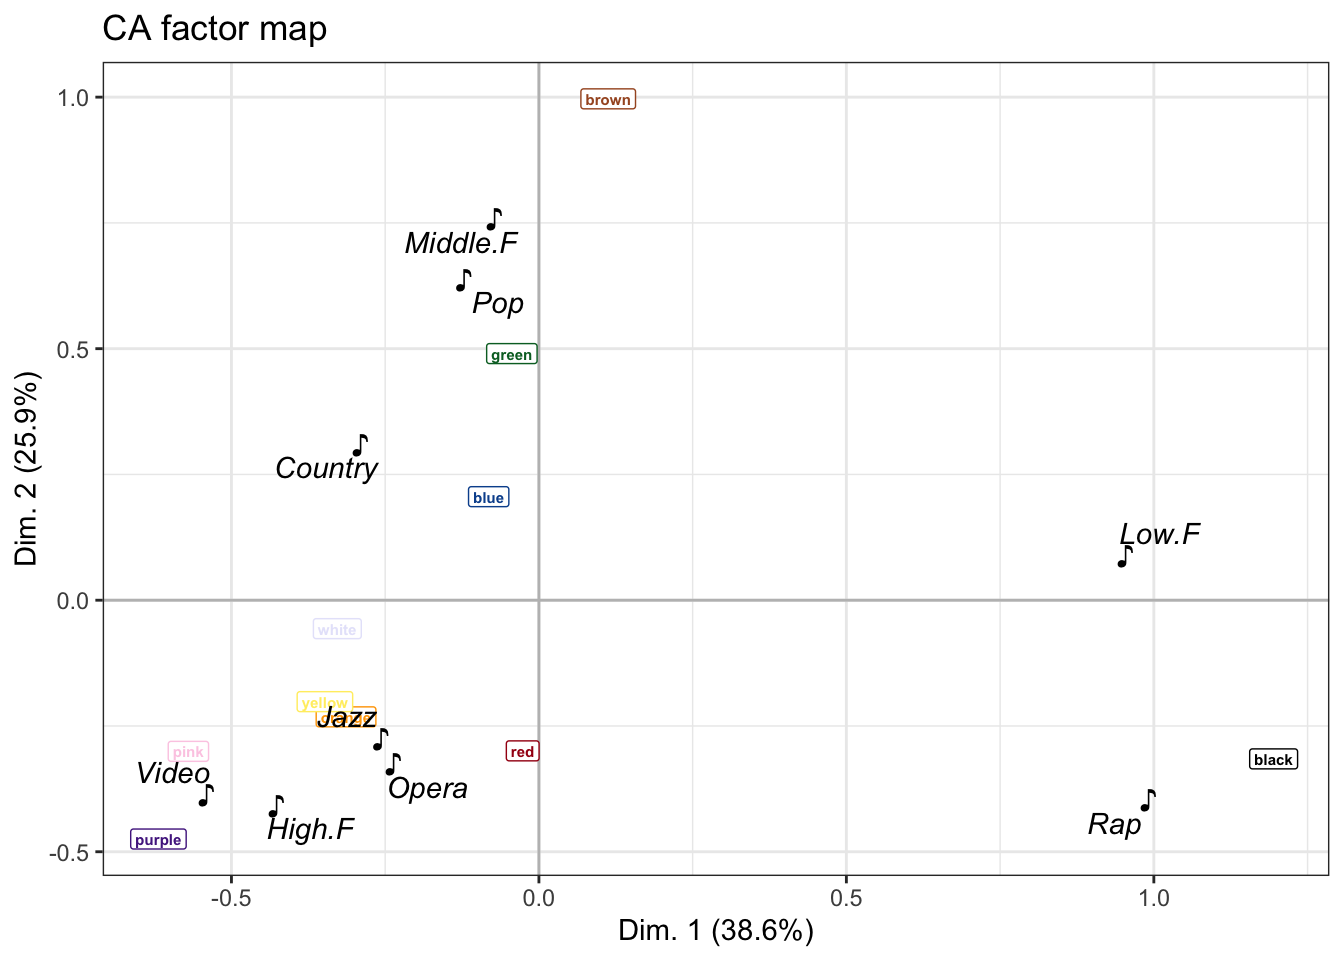 CA factor map
1.0
brown
Middle.F
Pop
0.5
green
Country
blue
Low.F
0.0
white
yellow
orange
Jazz
red
pink
black
Video
Opera
High.F
Rap
purple
-0.5
-0.5
0.0
0.5
1.0
Dim. 1 (38.6%)
Dim. 2 (25.9%)